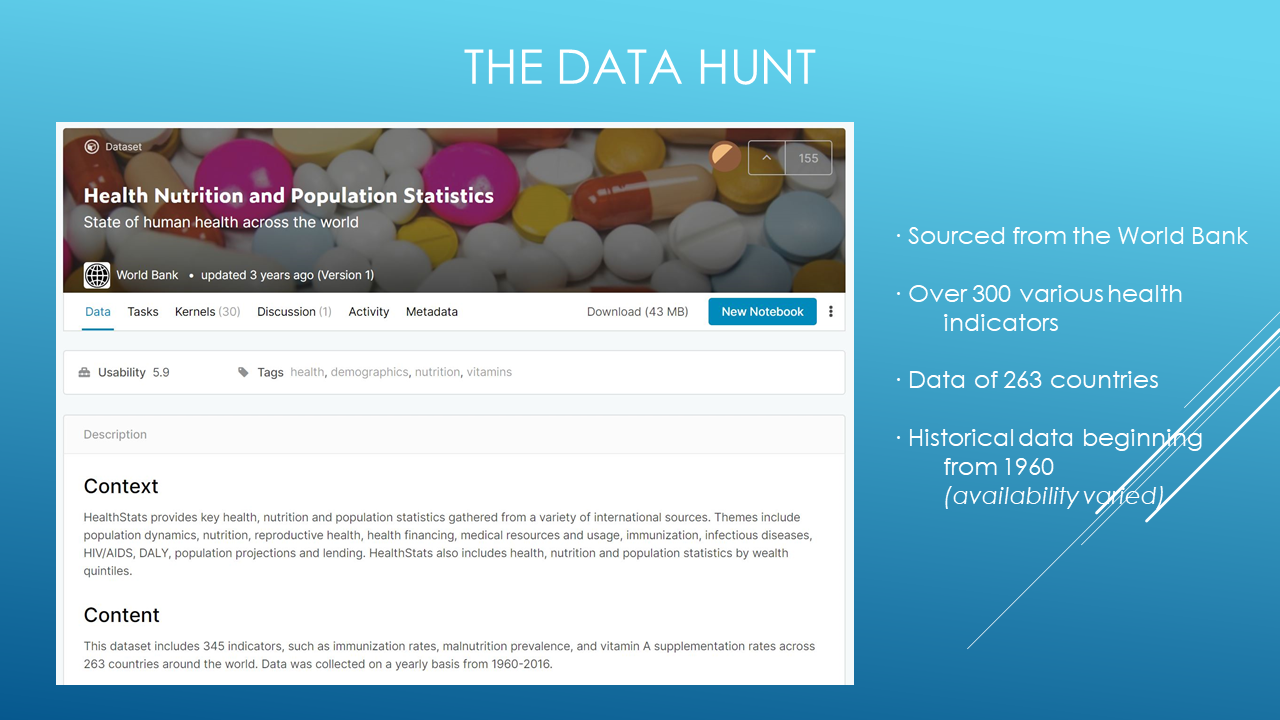 THE DATA HUNT
Dataset
155
Health Nutrition and Population Statistics
State of human health across the world
World Bank • updated 3 years ago (Version 1)
Data Tasks Kernels (30) Discussion (1) Activity Metadata Download (43 MB) New Notebook
Usability 5.9 Tags health, demographics, nutrition, vitamins
Description
Context
HealthStats provides key health, nutrition and population statistics gathered from a variety of international sources. Themes include
population dynamics, nutrition, reproductive health, health financing, medical resources and usage, immunization, infectious diseases,
HIV/AIDS, DALY, population projections and lending. HealthStats also includes health, nutrition and population statistics by wealth
quintiles.
Content
This dataset includes 345 indicators, such as immunization rates, malnutrition prevalence, and vitamin A supplementation rates across
263 countries around the world. Data was collected on a yearly basis from 1960-2016.
· Sourced from the World Bank
· Over 300 various health
indicators
· Data of 263 countries
· Historical data beginning
from 1960
(availability varied)